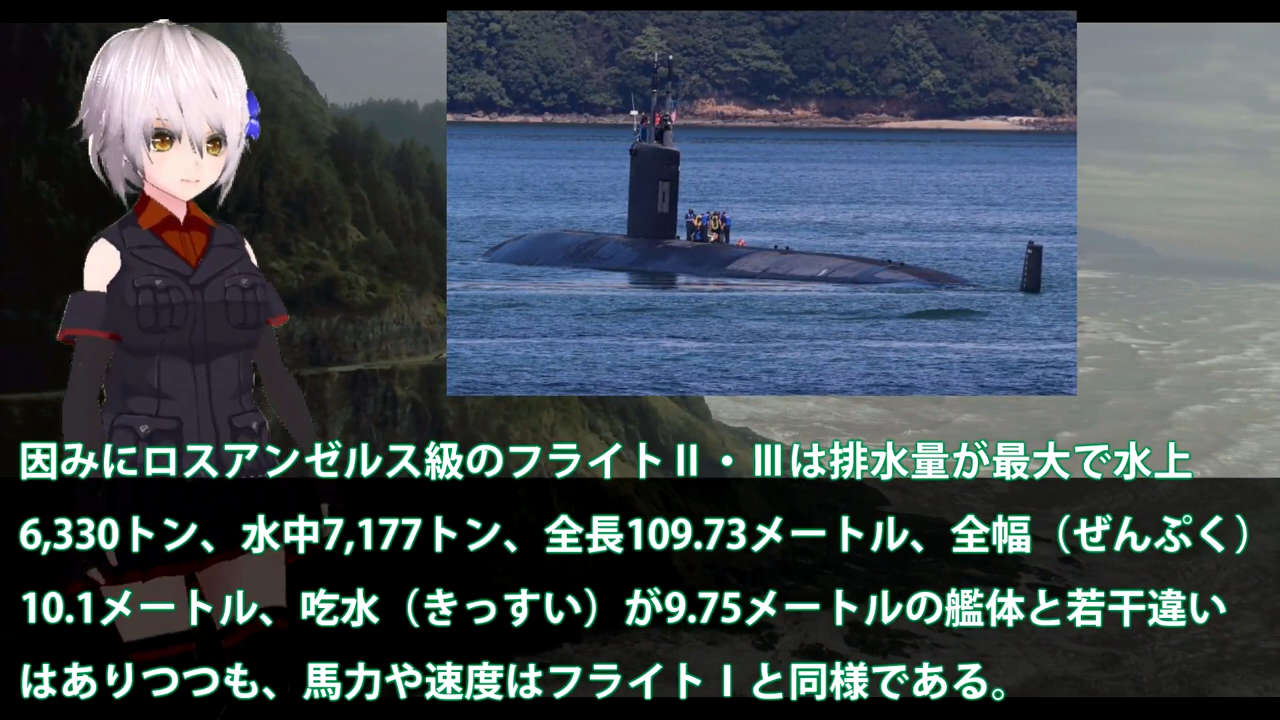 因みにロスアンゼルス級のフライトⅡ・Ⅲは排水量が最大で水上
6,330トン、水中7,177トン、全長109.73メートル、全幅（ぜんぷく）
10.1メートル、吃水（きっすい）が9.75メートルの艦体と若干違い
はありつつも、馬力や速度はフライトⅠと同様である。